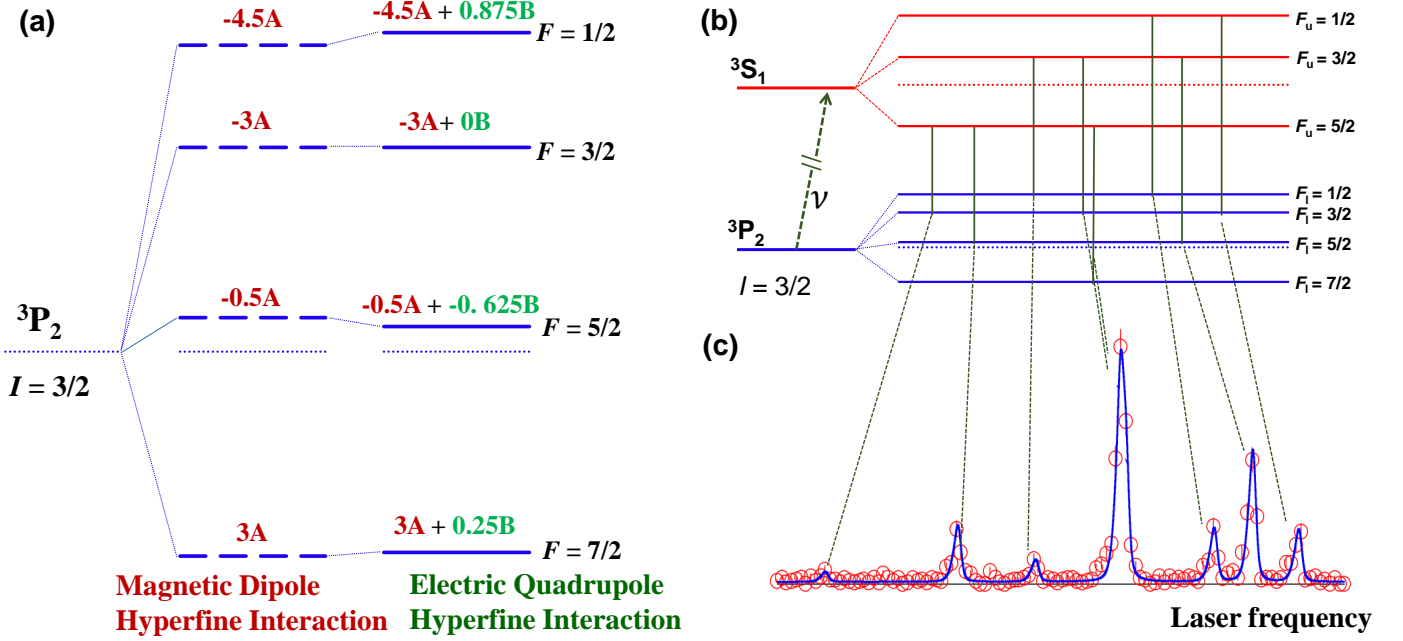 (a)
-4.5A
-4.5A + 0.875B
F = 1/2
-3A
-3A+ 0B
F = 3/2
-0.5A
-0.5A + -0. 625B
F = 5/2
³P₂
I = 3/2
3A
3A + 0.25B
F = 7/2
Magnetic Dipole
Hyperfine Interaction
Electric Quadrupole
Hyperfine Interaction
(b)
³S₁
Fᵤ = 1/2
Fᵤ = 3/2
Fᵤ = 5/2
ν
³P₂
I = 3/2
Fₗ = 1/2
Fₗ = 3/2
Fₗ = 5/2
Fₗ = 7/2
(c)
Laser frequency